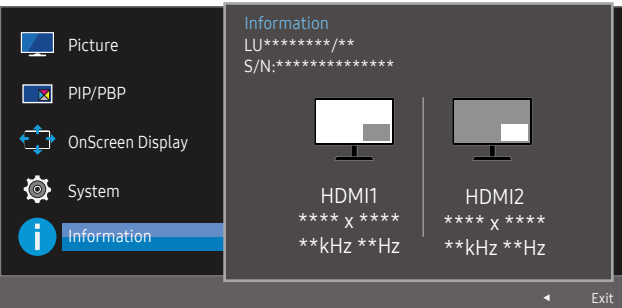 Picture
PIP/PBP
OnScreen Display
System
Information
Information
LU********/**
S/N:**************
HDMI1
**** x ****
**kHz **Hz
HDMI2
**** x ****
**kHz **Hz
Exit